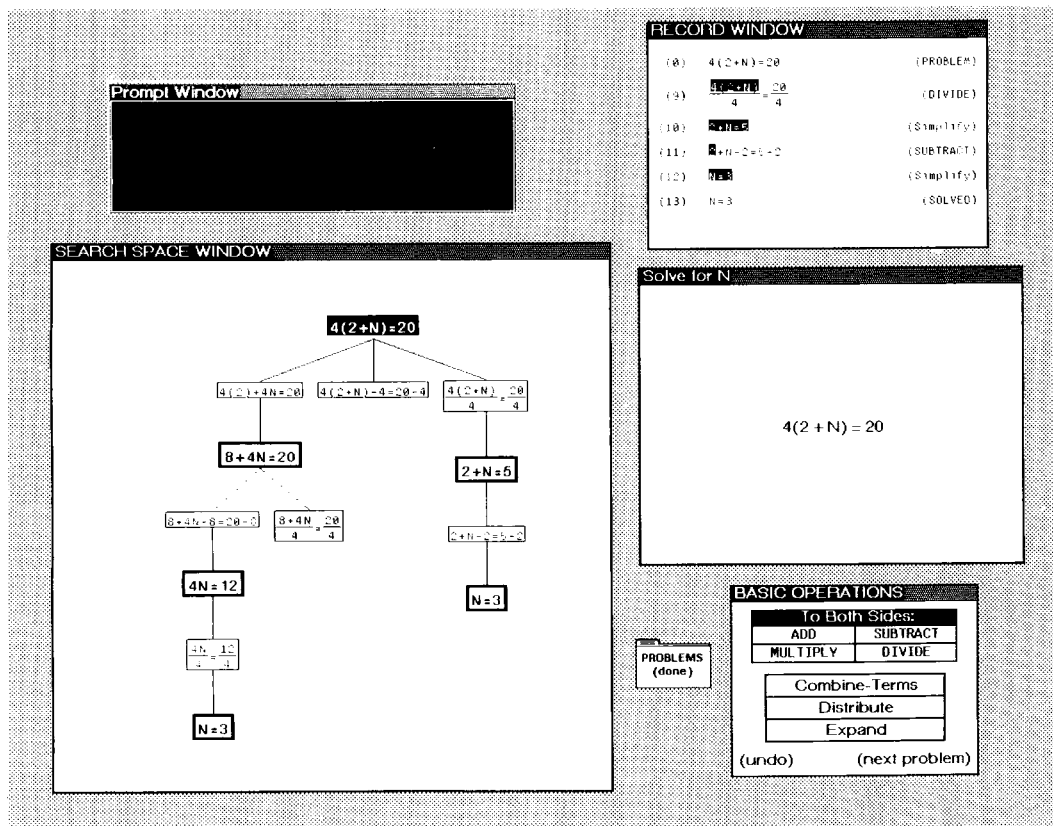 RECORD WINDOW
(0) 4(2+N)=20 (PROBLEM)
(9) 4(2+N)/4 = 20/4 (DIVIDE)
(10) 2+N=5 (Simplify)
(11) 2+N-2=5-2 (SUBTRACT)
(12) N=3 (Simplify)
(13) N=3 (SOLVED)
Prompt Window
SEARCH SPACE WINDOW
4(2+N)=20
4(2)+4N=20 4(2+N)-4=20-4 4(2+N)/4 = 20/4
8+4N=20 2+N=5
8+4N-8=20-8 8+4N/4 = 20/4 2+N-2=5-2
4N=12 N=3
4N/4 = 12/4
N=3
Solve for N
4(2 + N) = 20
PROBLEMS
(done)
BASIC OPERATIONS
To Both Sides:
ADD SUBTRACT
MULTIPLY DIVIDE
Combine-Terms
Distribute
Expand
(undo) (next problem)